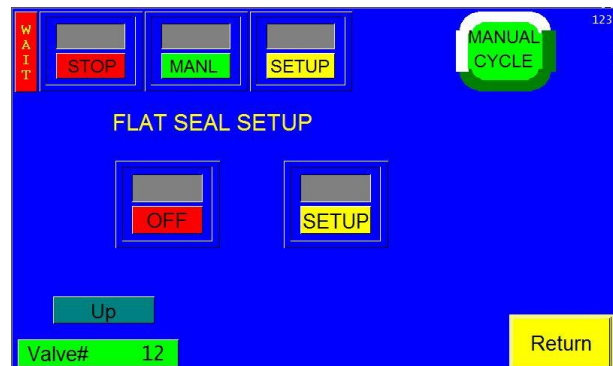 WAIT
STOP
MANL
SETUP
MANUAL
CYCLE
123
FLAT SEAL SETUP
OFF
SETUP
Up
Valve# 12
Return